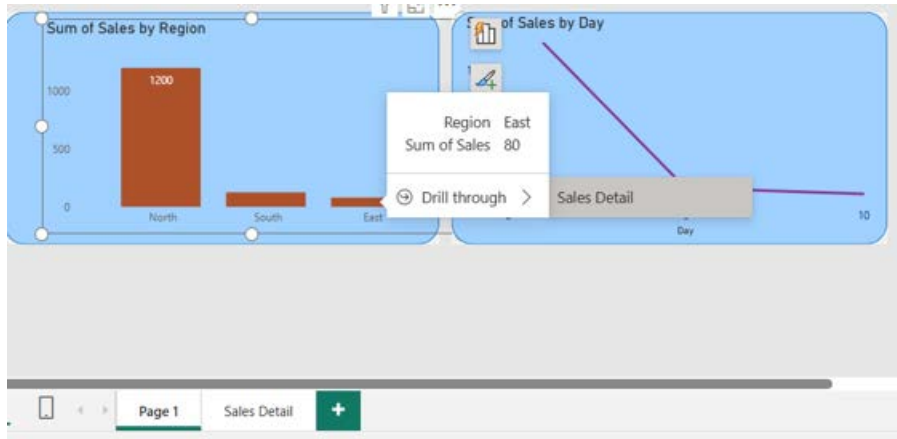 Sum of Sales by Region
1000
500
0
1200
North
South
East
of Sales by Day
10
Day
Region East
Sum of Sales 80
Drill through
Sales Detail
Page 1
Sales Detail